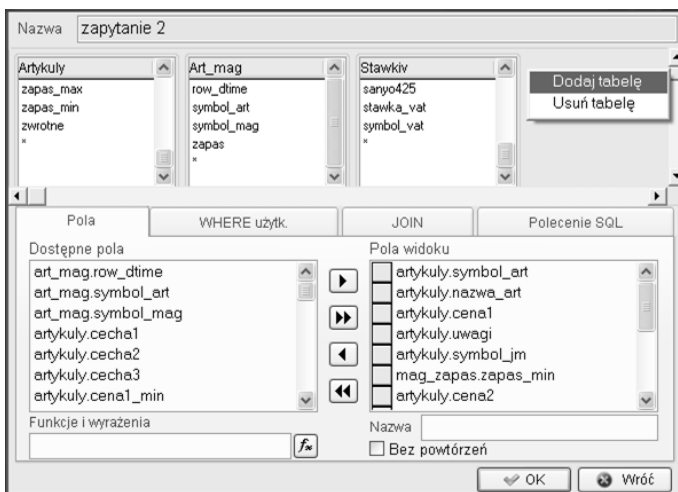 Nazwa zapytanie 2
Artykuly
zapas_max
zapas_min
zwrotne
*
Art_mag
row_dtime
symbol_art
symbol_mag
zapas
*
Stawkiv
sanyo425
stawka_vat
symbol_vat
*
Dodaj tabelę
Usuń tabelę
Pola WHERE użytk. JOIN Polecenie SQL
Dostępne pola
art_mag.row_dtime
art_mag.symbol_art
art_mag.symbol_mag
artykuly.cecha1
artykuly.cecha2
artykuly.cecha3
artykuly.cena1_min
Funkcje i wyrażenia
fx
Pola widoku
artykuly.symbol_art
artykuly.nazwa_art
artykuly.cena1
artykuly.uwagi
artykuly.symbol_jm
mag_zapas.zapas_min
artykuly.cena2
Nazwa
Bez powtórzeń
OK Wróć